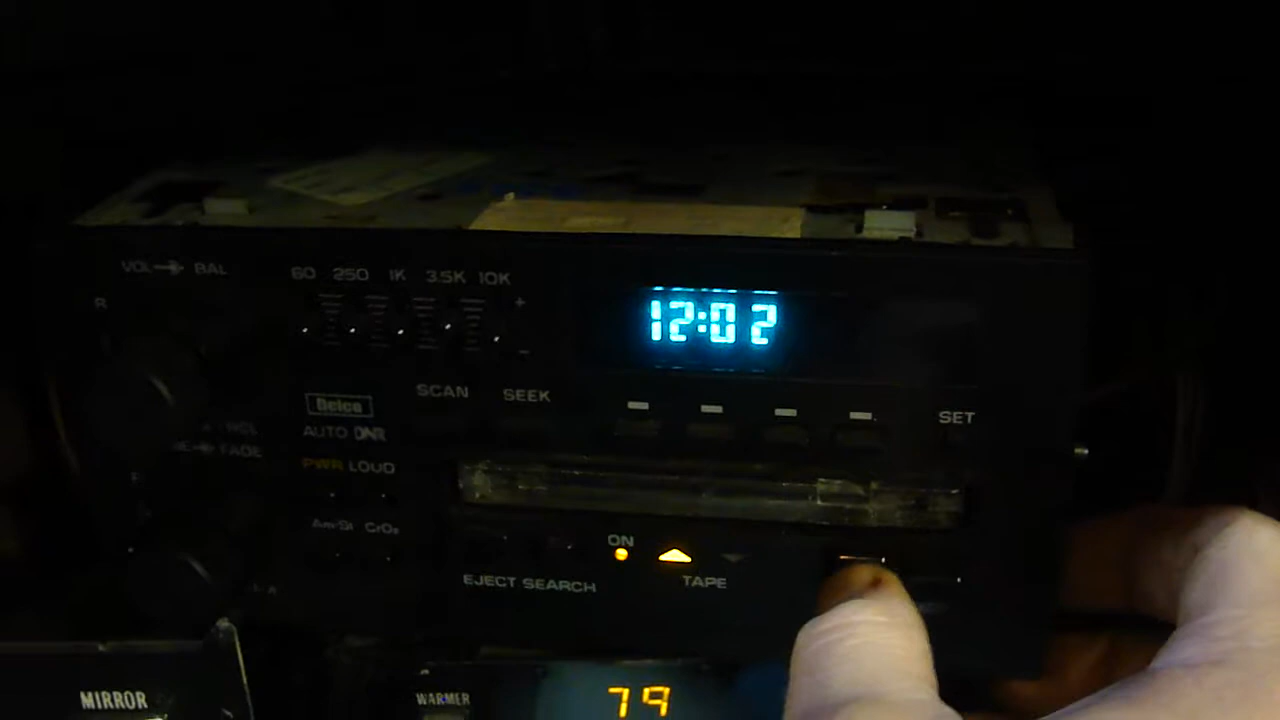 VOL BAL 60 250 1K 3.5K 10K
R
+
12:02
-
SCAN SEEK
Delco
SET
AUTO DNR
FADE
PWR LOUD
CrO₂
ON
EJECT SEARCH TAPE
MIRROR WARMER 79